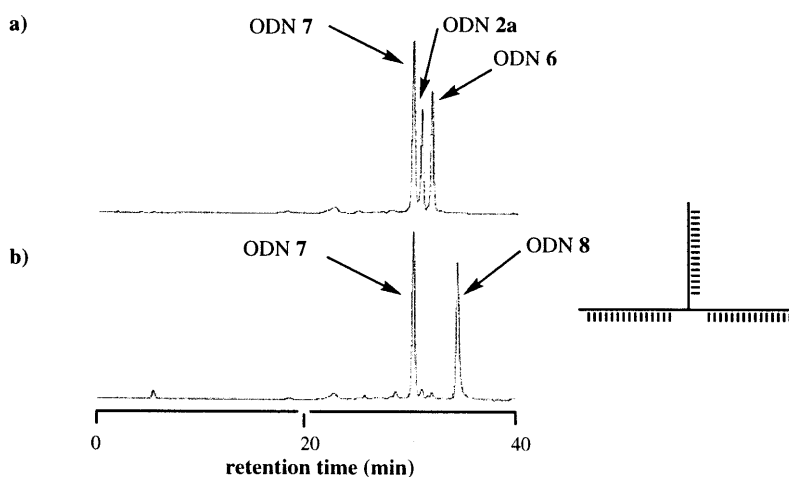 a)
ODN 7
ODN 2a
ODN 6
b)
ODN 7
ODN 8
0
20
40
retention time (min)